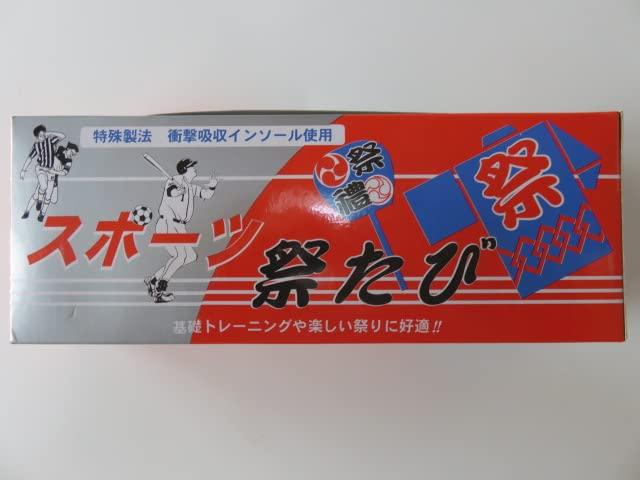 特殊製法 衝撃吸収インソール使用
祭禮
祭
スポーツ
祭たび
基礎トレーニングや楽しい祭りに好適!!